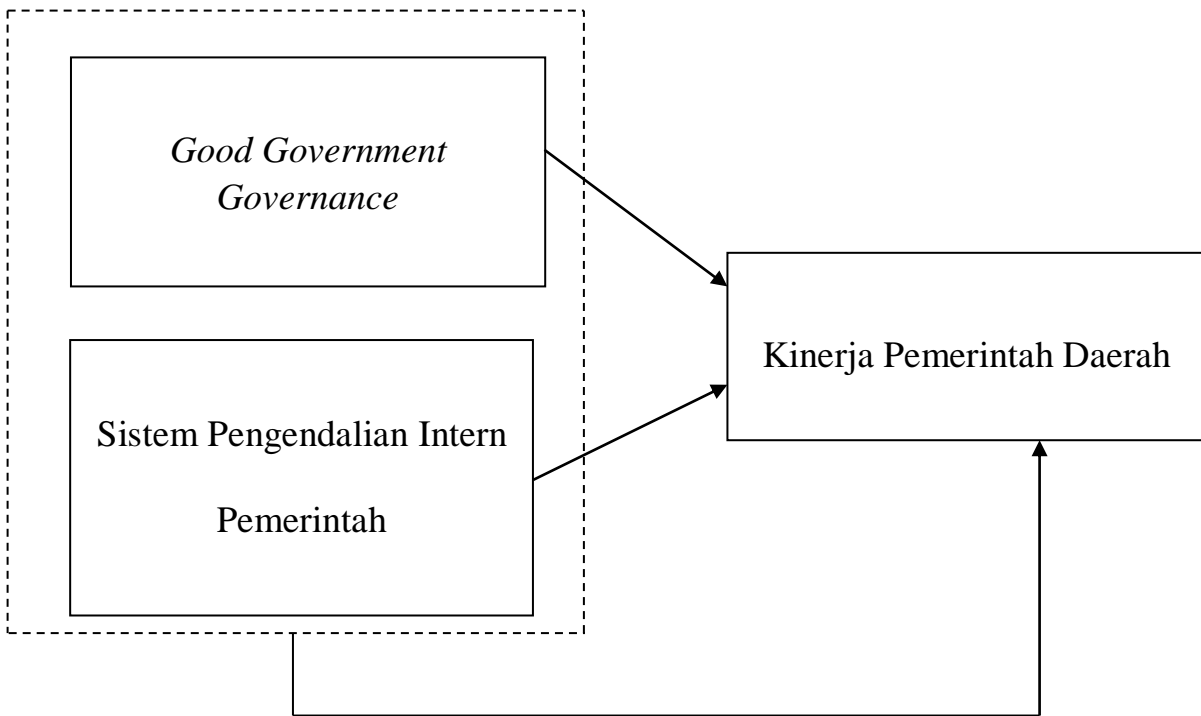 Good Government
Governance
Sistem Pengendalian Intern
Pemerintah
Kinerja Pemerintah Daerah